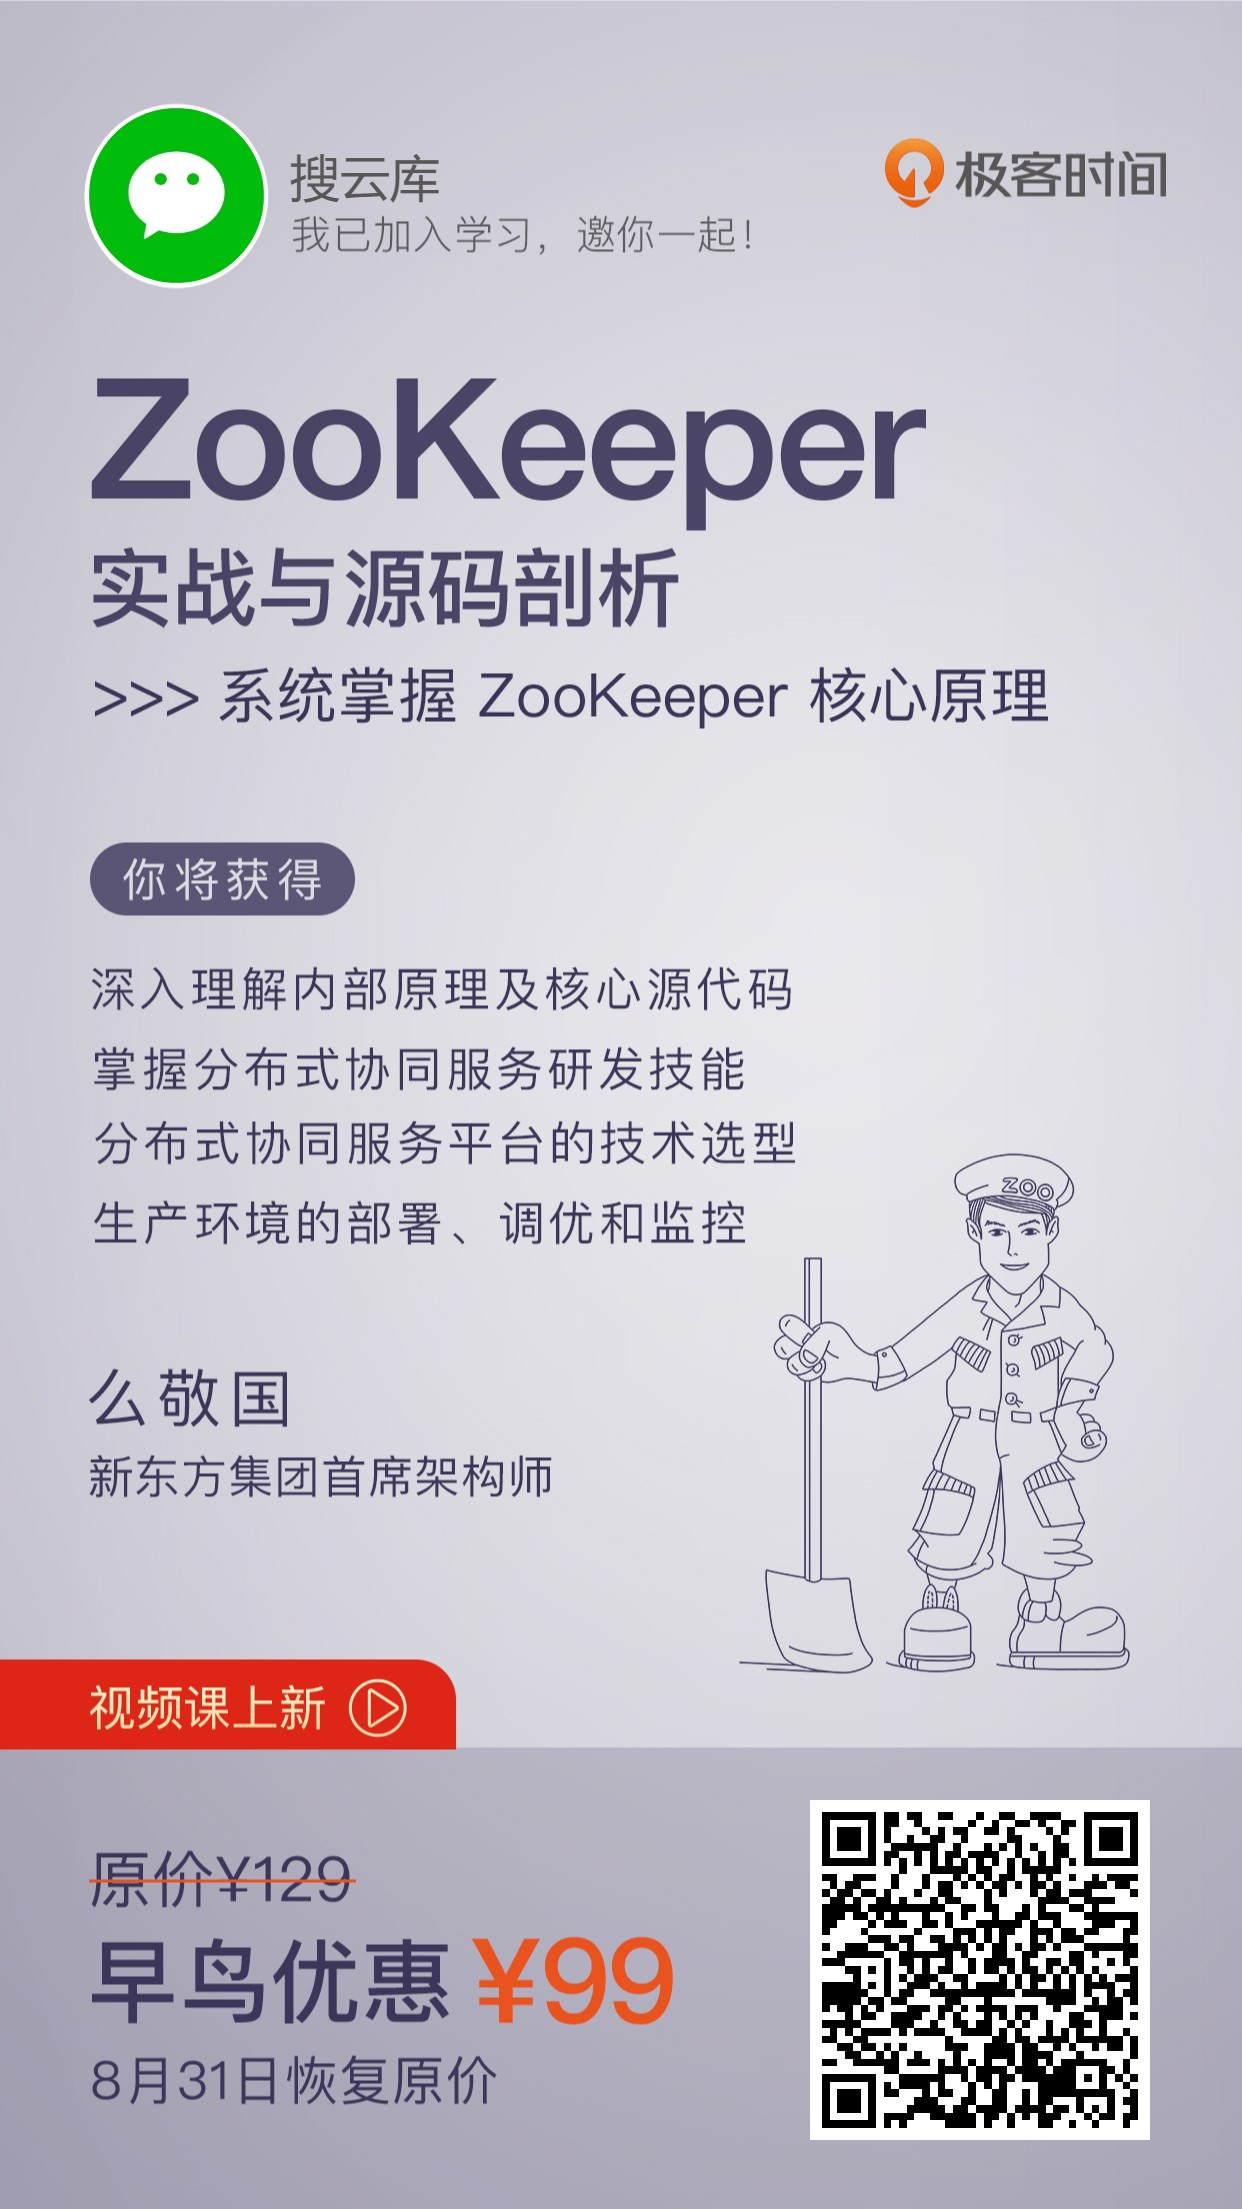 搜云库
我已加入学习，邀你一起！
极客时间
ZooKeeper
实战与源码剖析
>>> 系统掌握 ZooKeeper 核心原理
你将获得
深入理解内部原理及核心源代码
掌握分布式协同服务研发技能
分布式协同服务平台的技术选型
生产环境的部署、调优和监控
ZOO
么敬国
新东方集团首席架构师
视频课上新
原价¥129
早鸟优惠 ¥99
8月31日恢复原价